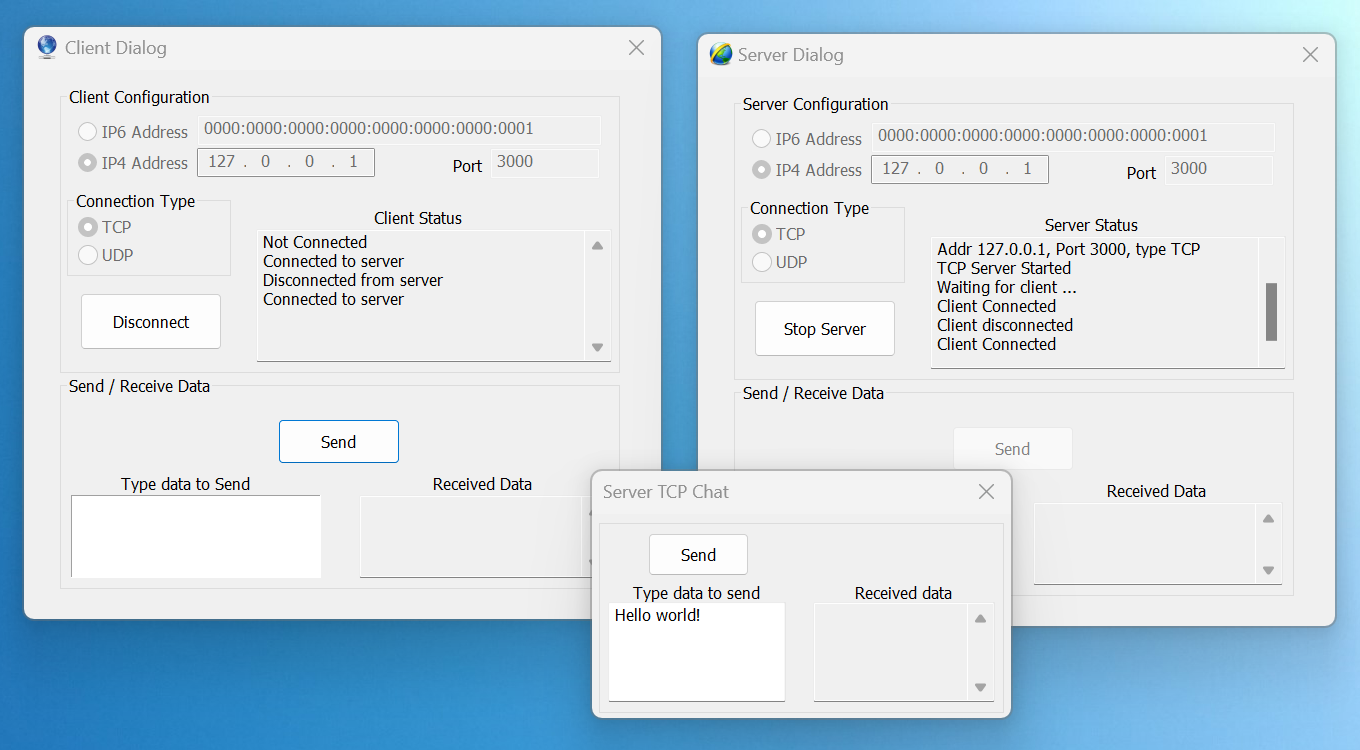 Client Dialog
Client Configuration
IP6 Address 0000:0000:0000:0000:0000:0000:0000:0001
IP4 Address 127 . 0 . 0 . 1 Port 3000
Connection Type
TCP
UDP
Disconnect
Client Status
Not Connected
Connected to server
Disconnected from server
Connected to server
Send / Receive Data
Send
Type data to Send
Received Data
Server Dialog
Server Configuration
IP6 Address 0000:0000:0000:0000:0000:0000:0000:0001
IP4 Address 127 . 0 . 0 . 1 Port 3000
Connection Type
TCP
UDP
Stop Server
Server Status
Addr 127.0.0.1, Port 3000, type TCP
TCP Server Started
Waiting for client ...
Client Connected
Client disconnected
Client Connected
Send / Receive Data
Send
Received Data
Server TCP Chat
Send
Type data to send
Hello world!
Received data